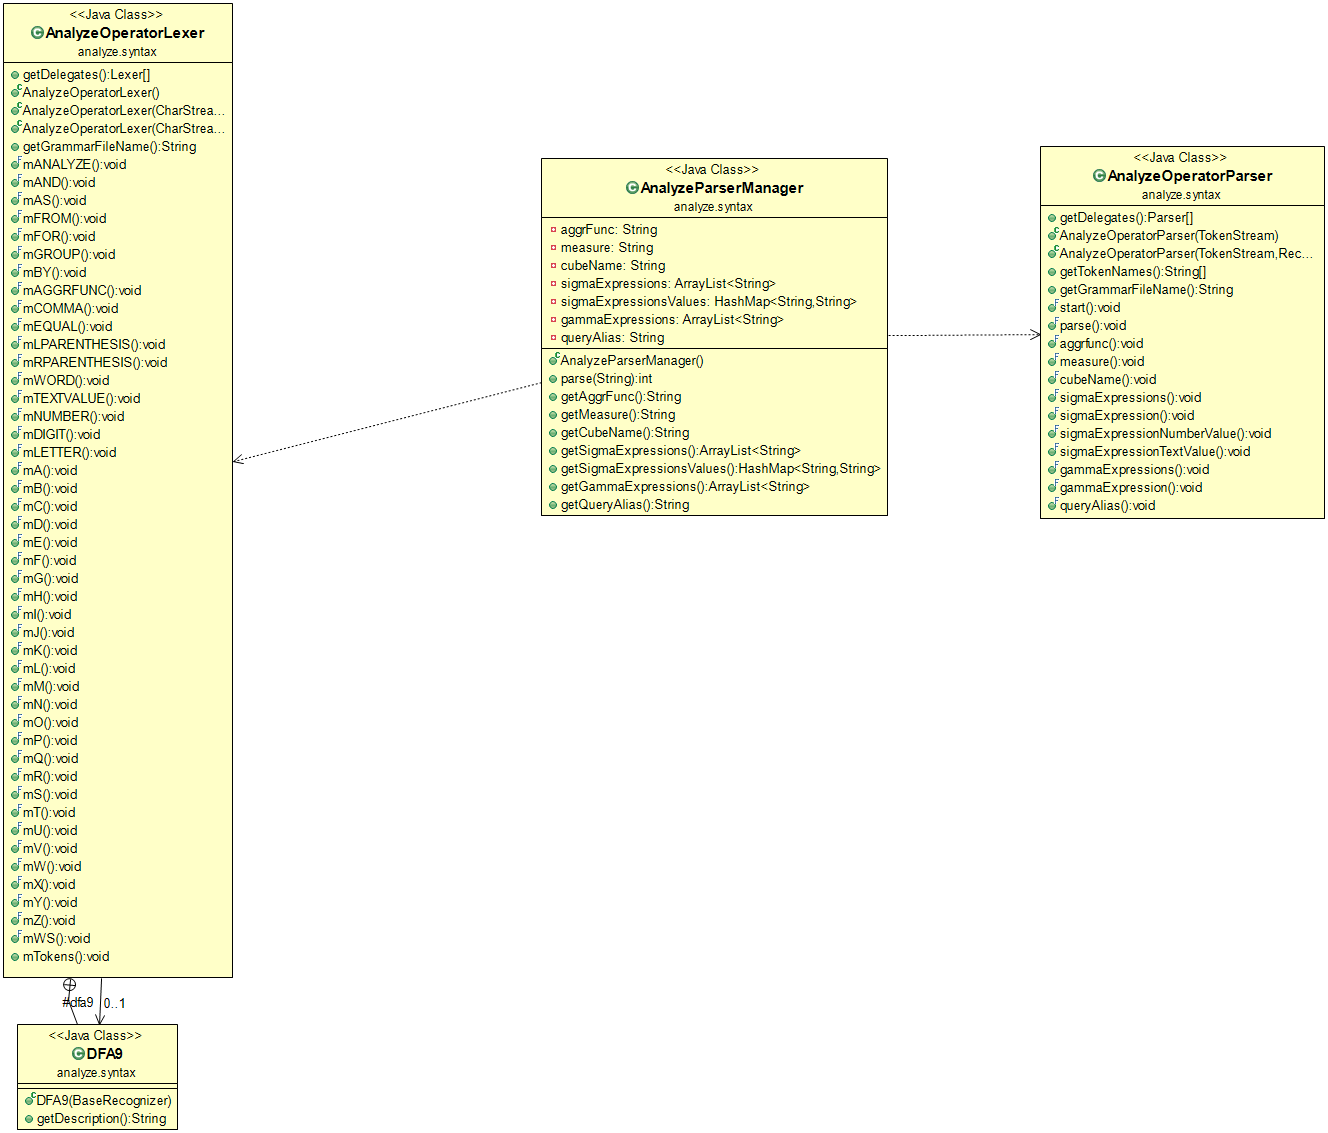 <<Java Class>>
AnalyzeOperatorLexer
analyze.syntax
getDelegates():Lexer[]
AnalyzeOperatorLexer()
AnalyzeOperatorLexer(CharStrea...
AnalyzeOperatorLexer(CharStrea...
getGrammarFileName():String
mANALYZE():void
mAND():void
mAS():void
mFROM():void
mFOR():void
mGROUP():void
mBY():void
mAGGRFUNC():void
mCOMMA():void
mEQUAL():void
mLPARENTHESIS():void
mRPARENTHESIS():void
mWORD():void
mTEXTVALUE():void
mNUMBER():void
mDIGIT():void
mLETTER():void
mA():void
mB():void
mC():void
mD():void
mE():void
mF():void
mG():void
mH():void
mI():void
mJ():void
mK():void
mL():void
mM():void
mN():void
mO():void
mP():void
mQ():void
mR():void
mS():void
mT():void
mU():void
mV():void
mW():void
mX():void
mY():void
mZ():void
mWS():void
mTokens():void
#dfa9
0..1
<<Java Class>>
DFA9
analyze.syntax
DFA9(BaseRecognizer)
getDescription():String
<<Java Class>>
AnalyzeParserManager
analyze.syntax
aggrFunc: String
measure: String
cubeName: String
sigmaExpressions: ArrayList<String>
sigmaExpressionsValues: HashMap<String,String>
gammaExpressions: ArrayList<String>
queryAlias: String
AnalyzeParserManager()
parse(String):int
getAggrFunc():String
getMeasure():String
getCubeName():String
getSigmaExpressions():ArrayList<String>
getSigmaExpressionsValues():HashMap<String,String>
getGammaExpressions():ArrayList<String>
getQueryAlias():String
<<Java Class>>
AnalyzeOperatorParser
analyze.syntax
getDelegates():Parser[]
AnalyzeOperatorParser(TokenStream)
AnalyzeOperatorParser(TokenStream,Rec...
getTokenNames():String[]
getGrammarFileName():String
start():void
parse():void
aggrfunc():void
measure():void
cubeName():void
sigmaExpressions():void
sigmaExpression():void
sigmaExpressionNumberValue():void
sigmaExpressionTextValue():void
gammaExpressions():void
gammaExpression():void
queryAlias():void